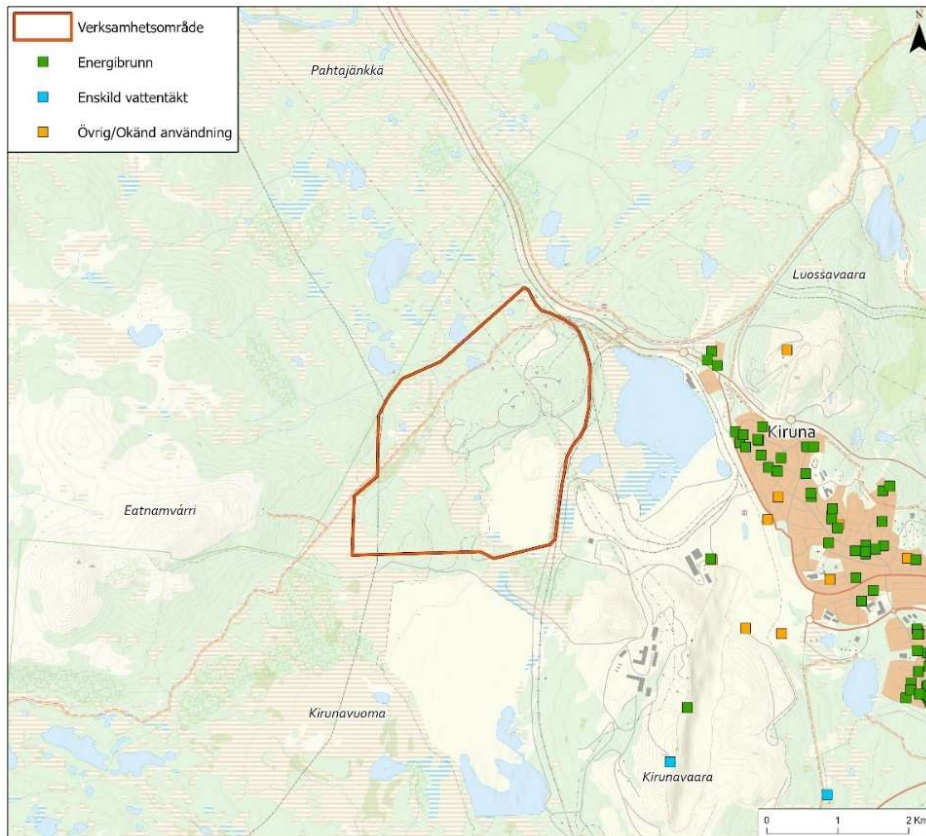 Verksamhetsområde
Energibrunn
Enskild vattentäkt
Övrig/Okänd användning
N
Pahtajänkkä
Luossavaara
Kiruna
Eatnamvárri
Kirunavuoma
Kirunavaara
0 1 2 Km